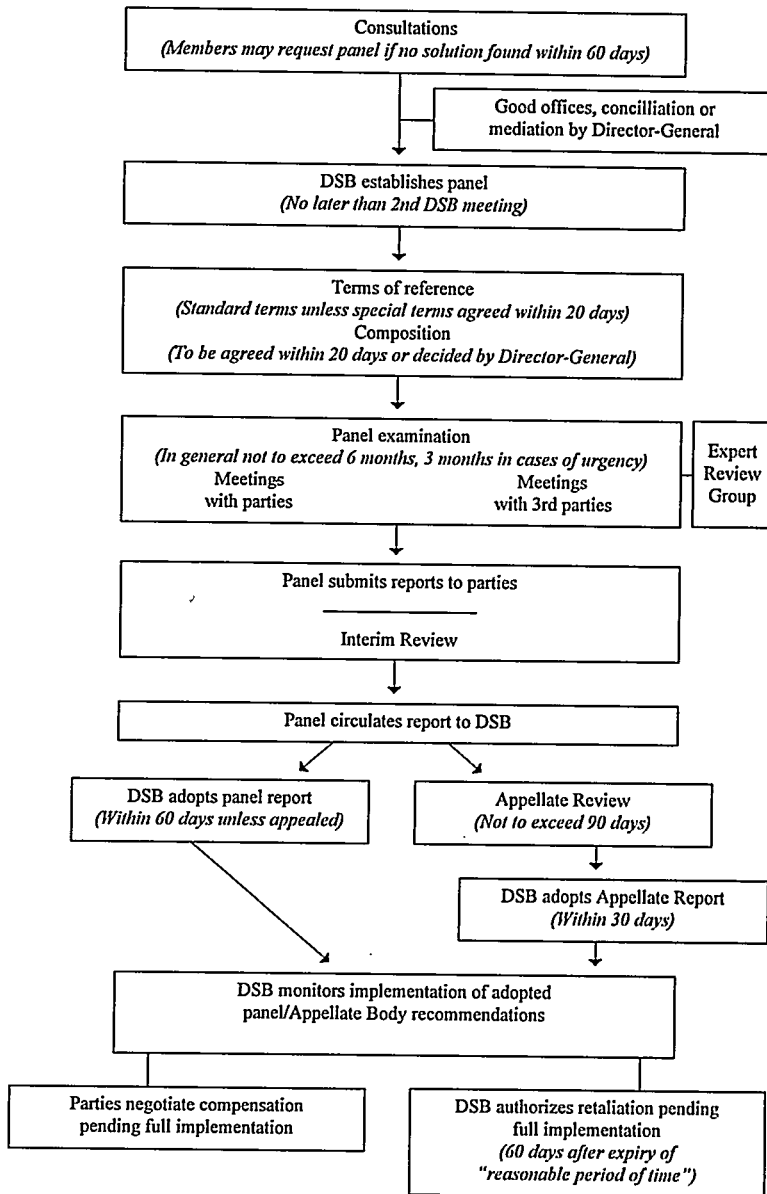 Consultations
(Members may request panel if no solution found within 60 days)
Good offices, concilliation or
mediation by Director-General
DSB establishes panel
(No later than 2nd DSB meeting)
Terms of reference
(Standard terms unless special terms agreed within 20 days)
Composition
(To be agreed within 20 days or decided by Director-General)
Panel examination
(In general not to exceed 6 months, 3 months in cases of urgency)
Meetings
with parties
Meetings
with 3rd parties
Expert
Review
Group
Panel submits reports to parties
Interim Review
Panel circulates report to DSB
DSB adopts panel report
(Within 60 days unless appealed)
Appellate Review
(Not to exceed 90 days)
DSB adopts Appellate Report
(Within 30 days)
DSB monitors implementation of adopted
panel/Appellate Body recommendations
Parties negotiate compensation
pending full implementation
DSB authorizes retaliation pending
full implementation
(60 days after expiry of
"reasonable period of time")